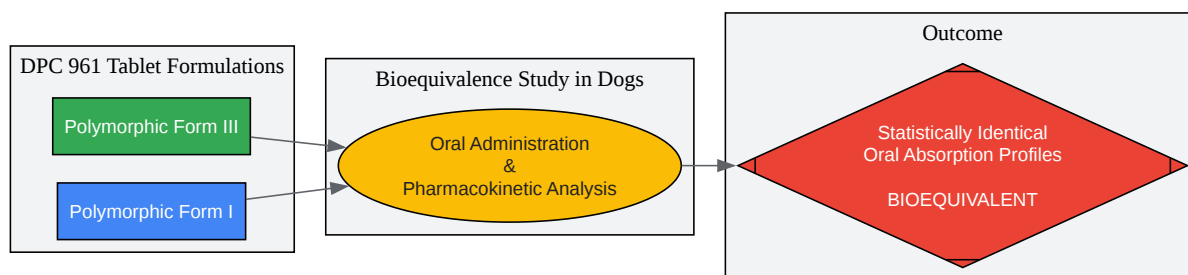 DPC 961 Tablet Formulations
Polymorphic Form III
Polymorphic Form I
Bioequivalence Study in Dogs
Oral Administration
&
Pharmacokinetic Analysis
Outcome
Statistically Identical
Oral Absorption Profiles
BIOEQUIVALENT